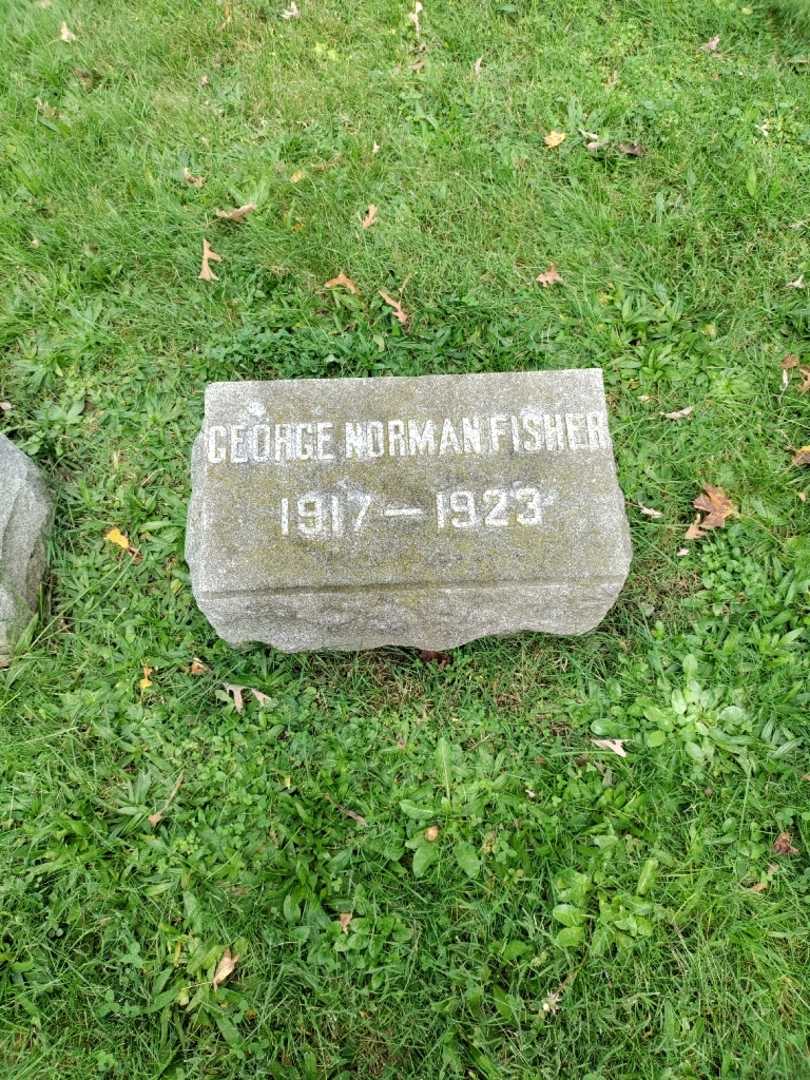 GEORGE NORMAN FISHER
1917 — 1923